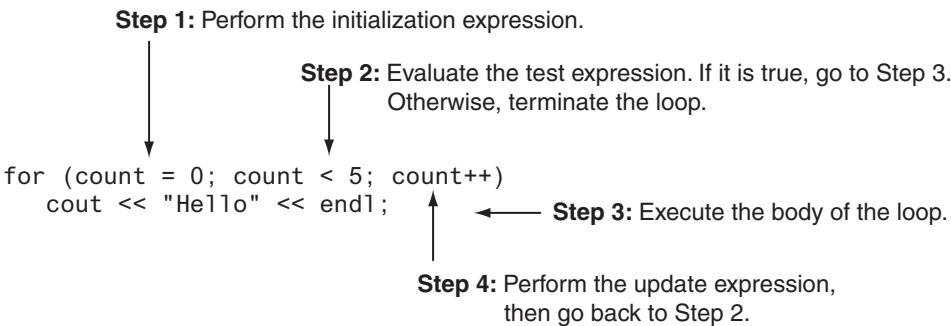 Step 1: Perform the initialization expression.
Step 2: Evaluate the test expression. If it is true, go to Step 3.
Otherwise, terminate the loop.
for (count = 0; count < 5; count++)
cout << "Hello" << endl;
Step 3: Execute the body of the loop.
Step 4: Perform the update expression,
then go back to Step 2.